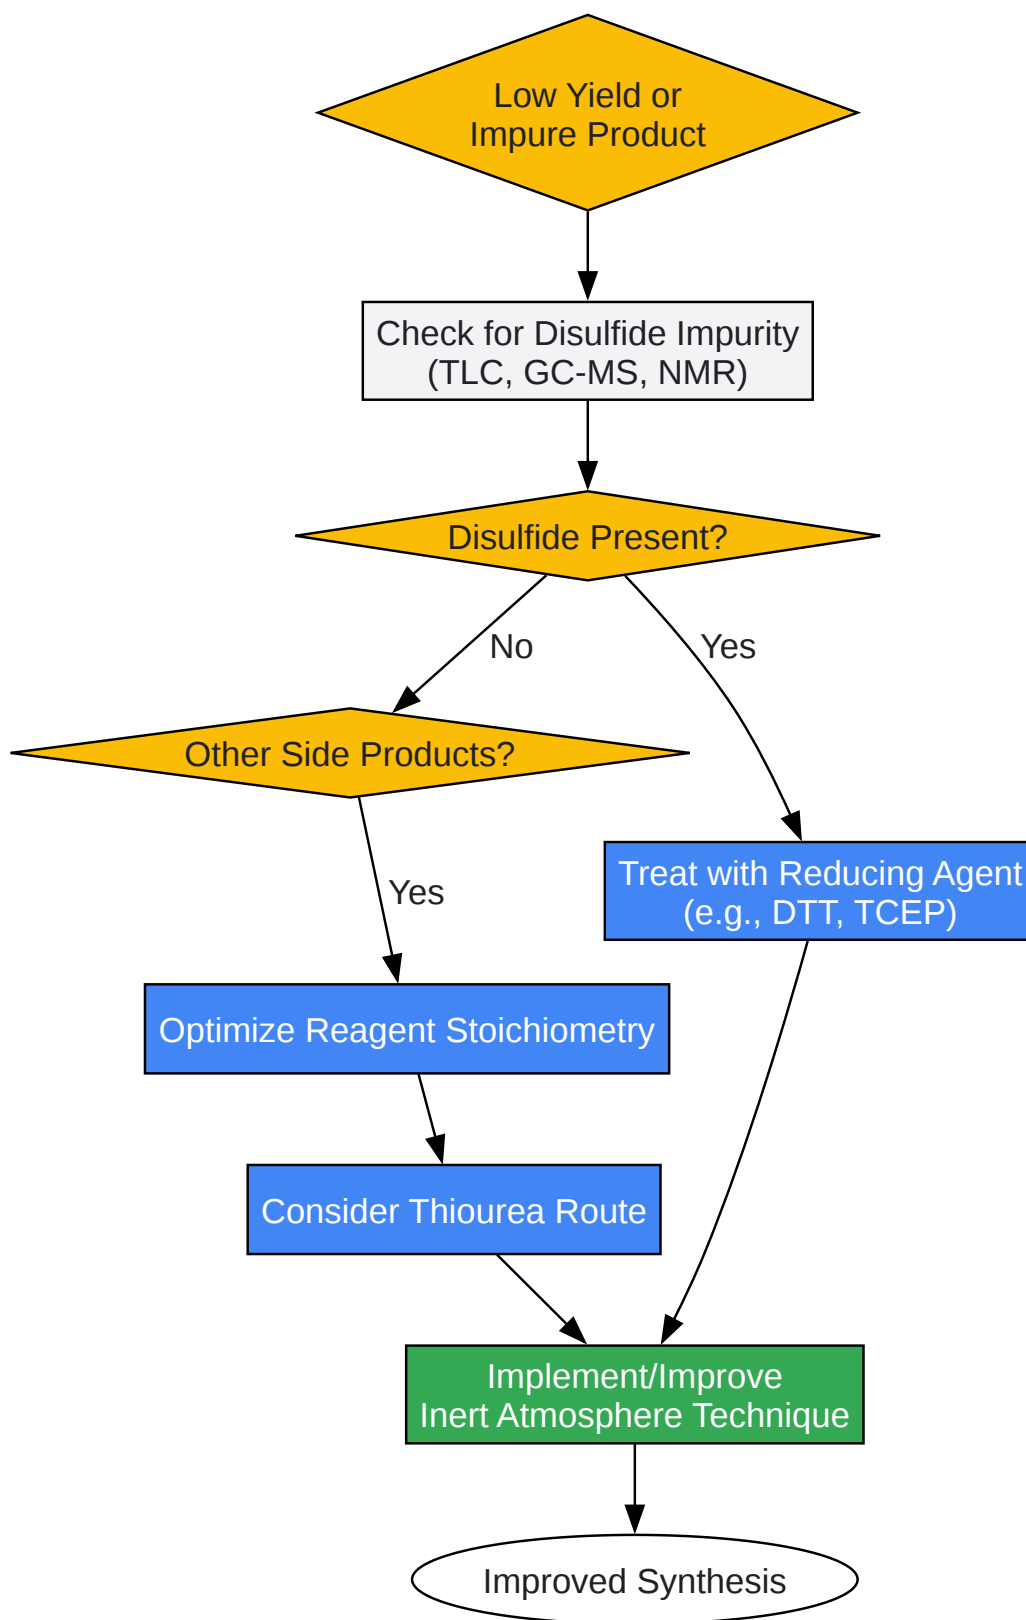 Low Yield or
Impure Product
Check for Disulfide Impurity
(TLC, GC-MS, NMR)
Disulfide Present?
No
Yes
Other Side Products?
Treat with Reducing Agent
(e.g., DTT, TCEP)
Yes
Optimize Reagent Stoichiometry
Consider Thiourea Route
Implement/Improve
Inert Atmosphere Technique
Improved Synthesis